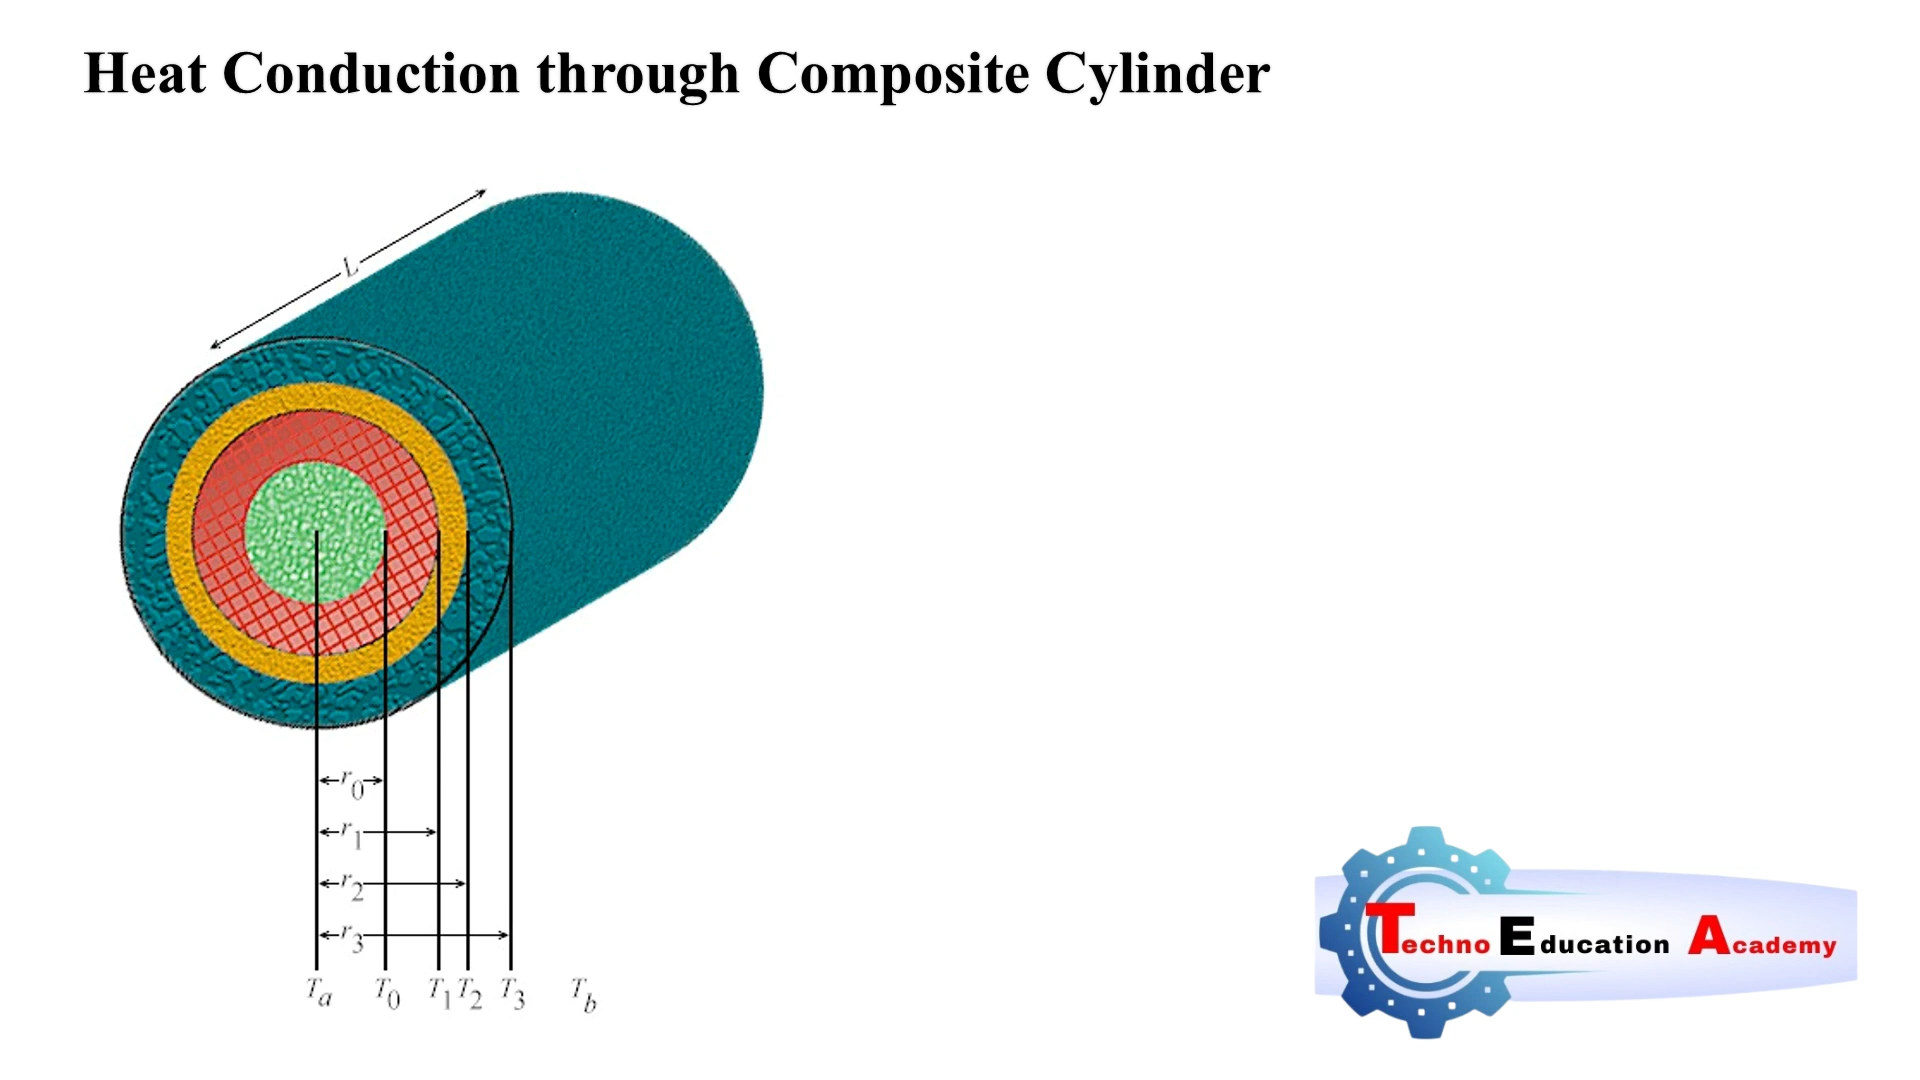 Heat Conduction through Composite Cylinder
L
r0
r1
r2
r3
Ta T0 T1 T2 T3 Tb
Techno Education Academy